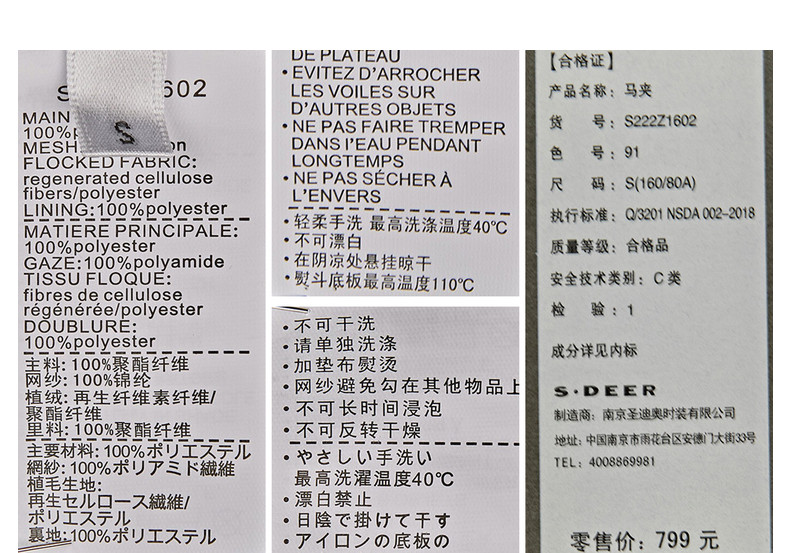 S 602
MAIN
100%p
MESH on
FLOCKED FABRIC:
regenerated cellulose
fibers/polyester
LINING:100%polyester
MATIERE PRINCIPALE:
100%polyester
GAZE:100%polyamide
TISSU FLOQUE:
fibres de cellulose
régénérée/polyester
DOUBLURE:
100%polyester
主料: 100%聚酯纤维
网纱: 100%锦纶
植绒: 再生纤维素纤维/
聚酯纤维
里料: 100%聚酯纤维
主要材料: 100%ポリエステル
網紗: 100%ポリアミド繊維
植毛生地:
再生セルロース繊維/
ポリエステル
裏地:100%ポリエステル
S
DE PLATEAU
•EVITEZ D'ARROCHER
LES VOILES SUR
D'AUTRES OBJETS
•NE PAS FAIRE TREMPER
DANS l'EAU PENDANT
LONGTEMPS
•NE PAS SÉCHER À
L'ENVERS
•轻柔手洗 最高洗涤温度40℃
•不可漂白
•在阴凉处悬挂晾干
•熨斗底板最高温度110℃
•不可干洗
•请单独洗涤
•加垫布熨烫
•网纱避免勾在其他物品上
•不可长时间浸泡
•不可反转干燥
•やさしい手洗い
最高洗濯温度40℃
•漂白禁止
•日陰で掛けて干す
•アイロンの底板の
【合格证】
产品名称: 马夹
货 号: S222Z1602
色 号: 91
尺 码: S(160/80A)
执行标准: Q/3201 NSDA 002-2018
质量等级: 合格品
安全技术类别: C 类
检 验: 1
成分详见内标
S·DEER
制造商: 南京圣迪奥时装有限公司
地址: 中国南京市雨花台区安德门大街33号
TEL: 4008869981
零售价: 799 元